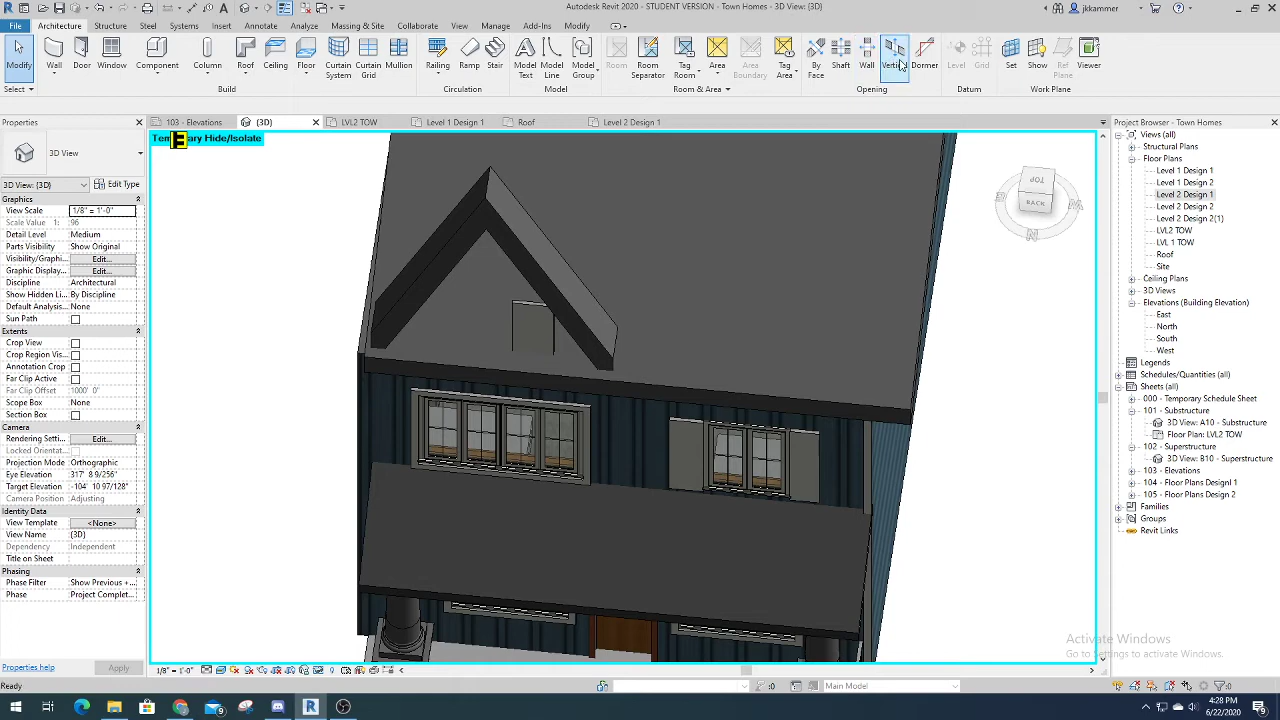 Autodesk Revit 2020 - STUDENT VERSION - Town Homes - 3D View: {3D}
jkkammer
File Architecture Structure Steel Systems Insert Annotate Analyze Massing & Site Collaborate View Manage Add-Ins Modify
Modify Wall Door Window Component Column Roof Ceiling Floor Curtain System Curtain Grid Mullion Railing Ramp Stair Model Text Model Line Model Group Room Room Separator Tag Room Area Area Boundary Tag Area By Face Shaft Wall Vertical Dormer Level Grid Set Show Ref Plane Viewer
Select Build Circulation Model Room & Area Opening Datum Work Plane
Properties
103 - Elevations {3D} LVL2 TOW Level 1 Design 1 Roof Level 2 Design 1
Project Browser - Town Homes
3D View
3D View: {3D} Edit Type
Graphics
View Scale 1/8" = 1'-0"
Scale Value 1: 96
Detail Level Medium
Parts Visibility Show Original
Visibility/Graphi... Edit...
Graphic Display... Edit...
Discipline Architectural
Show Hidden Li... By Discipline
Default Analysis... None
Sun Path
Extents
Crop View
Crop Region Vis...
Annotation Crop
Far Clip Active
Far Clip Offset 1000' 0"
Scope Box None
Section Box
Camera
Rendering Setti... Edit...
Locked Orientat...
Projection Mode Orthographic
Eye Elevation 317' 8 9/256"
Target Elevation -104' 10 97/128"
Camera Position Adjusting
Identity Data
View Template <None>
View Name {3D}
Dependency Independent
Title on Sheet
Phasing
Phase Filter Show Previous +...
Phase Project Complet...
Properties help Apply
TOP
BACK
N
Views (all)
Structural Plans
Floor Plans
Level 1 Design 1
Level 1 Design 2
Level 2 Design 1
Level 2 Design 2
Level 2 Design 2(1)
LVL2 TOW
LVL 1 TOW
Roof
Site
Ceiling Plans
3D Views
Elevations (Building Elevation)
East
North
South
West
Legends
Schedules/Quantities (all)
Sheets (all)
000 - Temporary Schedule Sheet
101 - Substructure
3D View: A10 - Substructure
Floor Plan: LVL2 TOW
102 - Superstructure
3D View: B10 - Superstructure
103 - Elevations
104 - Floor Plans Design1
105 - Floor Plans Design 2
Families
Groups
Revit Links
Activate Windows
Go to Settings to activate Windows.
1/8" = 1'-0"
Ready :0 Main Model :0
4:28 PM
6/22/2020